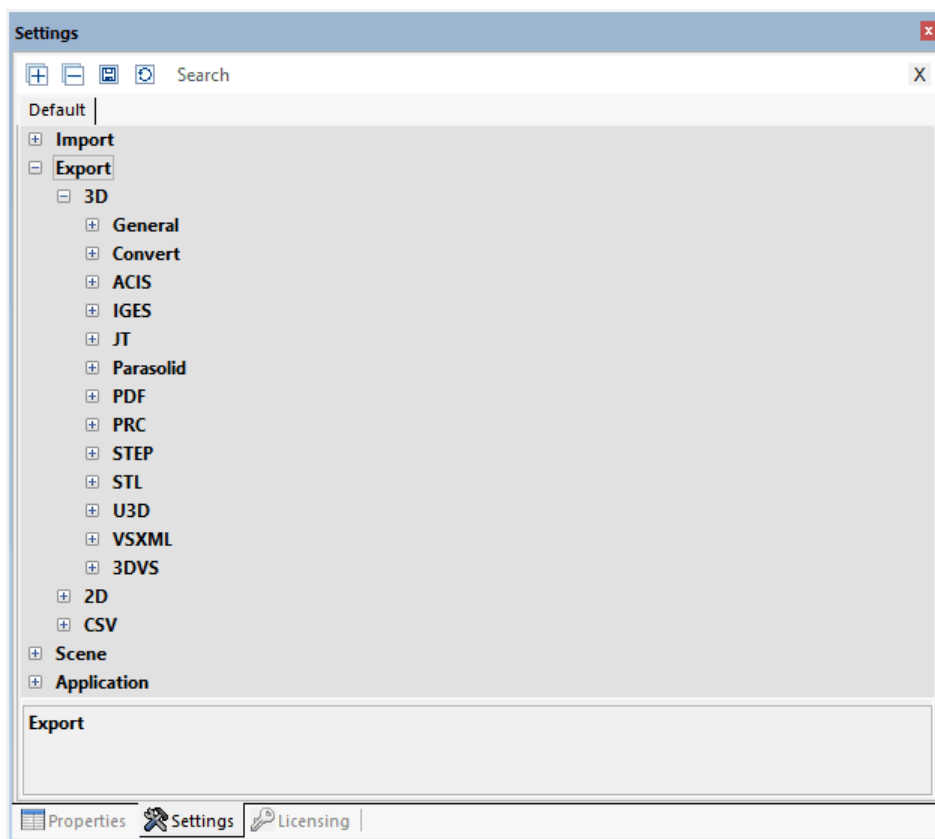 Settings
Search X
Default
Import
Export
3D
General
Convert
ACIS
IGES
JT
Parasolid
PDF
PRC
STEP
STL
U3D
VSXML
3DVS
2D
CSV
Scene
Application
Export
Properties Settings Licensing